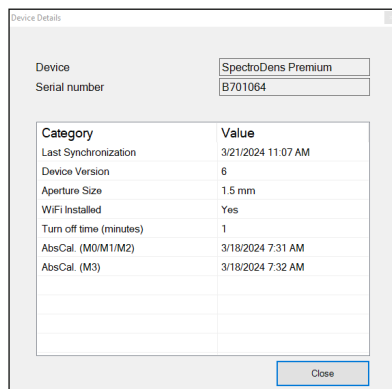 Device Details
Device SpectroDens Premium
Serial number B701064
Category Value
Last Synchronization 3/21/2024 11:07 AM
Device Version 6
Aperture Size 1.5 mm
WiFi Installed Yes
Turn off time (minutes) 1
AbsCal. (M0/M1/M2) 3/18/2024 7:31 AM
AbsCal. (M3) 3/18/2024 7:32 AM
Close